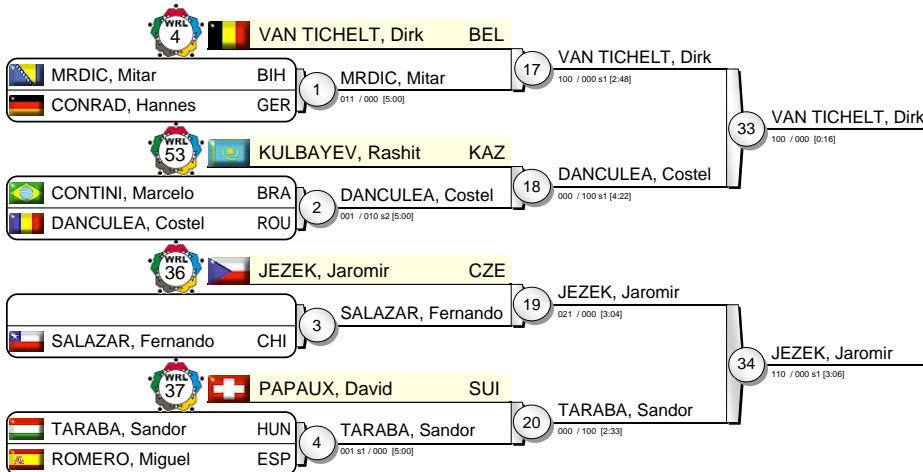 WRL
4
VAN TICHELT, Dirk BEL
MRDIC, Mitar BIH
CONRAD, Hannes GER
1
MRDIC, Mitar
011 / 000 [5:00]
17
VAN TICHELT, Dirk
100 / 000 s1 [2:48]
WRL
53
KULBAYEV, Rashit KAZ
CONTINI, Marcelo BRA
DANCULEA, Costel ROU
2
DANCULEA, Costel
001 / 010 s2 [5:00]
18
DANCULEA, Costel
000 / 100 s1 [4:22]
33
VAN TICHELT, Dirk
100 / 000 [0:16]
WRL
36
JEZEK, Jaromir CZE
SALAZAR, Fernando CHI
3
SALAZAR, Fernando
19
JEZEK, Jaromir
021 / 000 [3:04]
WRL
37
PAPAUX, David SUI
TARABA, Sandor HUN
ROMERO, Miguel ESP
4
TARABA, Sandor
001 s1 / 000 [5:00]
20
TARABA, Sandor
000 / 100 [2:33]
34
JEZEK, Jaromir
110 / 000 s1 [3:06]